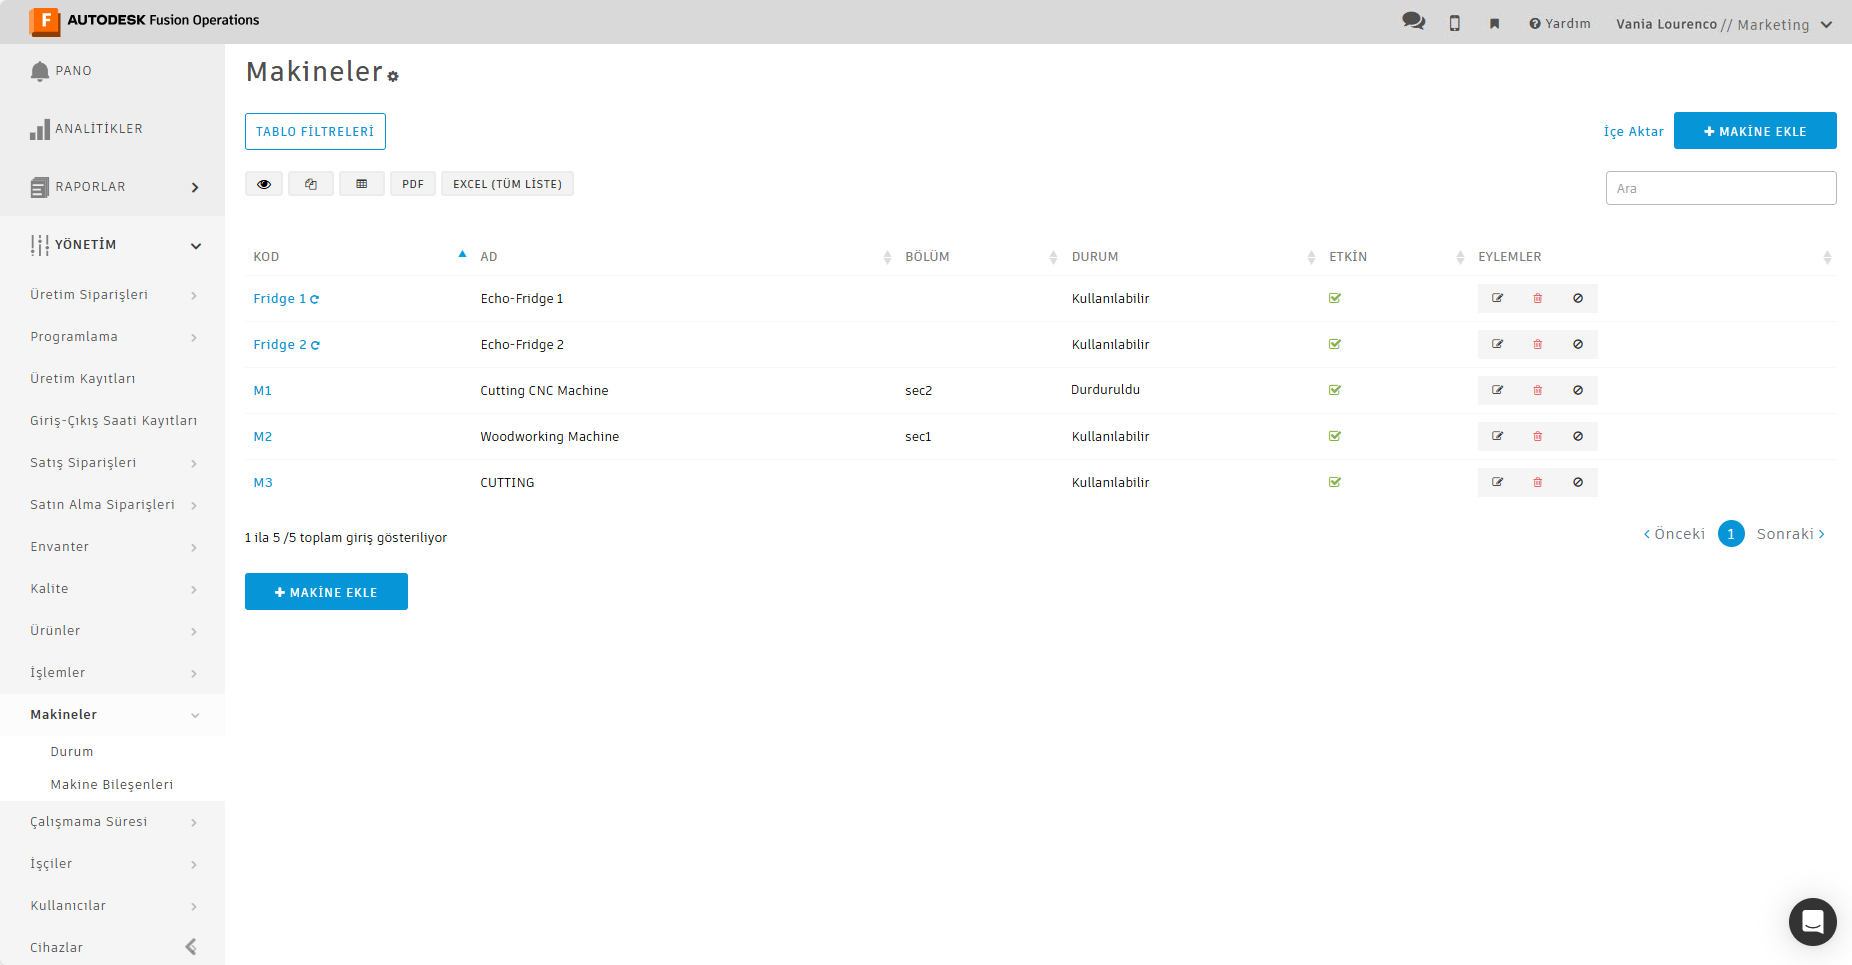 F AUTODESK Fusion Operations
Yardım
Vania Lourenco // Marketing
PANO
ANALİTİKLER
RAPORLAR
YÖNETİM
Üretim Siparişleri
Programlama
Üretim Kayıtları
Giriş-Çıkış Saati Kayıtları
Satış Siparişleri
Satın Alma Siparişleri
Envanter
Kalite
Ürünler
İşlemler
Makineler
Durum
Makine Bileşenleri
Çalışmama Süresi
İşçiler
Kullanıcılar
Cihazlar
Makineler
TABLO FİLTRELERİ
İçe Aktar
+ MAKİNE EKLE
PDF
EXCEL (TÜM LİSTE)
Ara
KOD AD BÖLÜM DURUM ETKİN EYLEMLER
Fridge 1 Echo-Fridge 1 Kullanılabilir
Fridge 2 Echo-Fridge 2 Kullanılabilir
M1 Cutting CNC Machine sec2 Durduruldu
M2 Woodworking Machine sec1 Kullanılabilir
M3 CUTTING Kullanılabilir
1 ila 5 /5 toplam giriş gösteriliyor
< Önceki 1 Sonraki >
+ MAKİNE EKLE